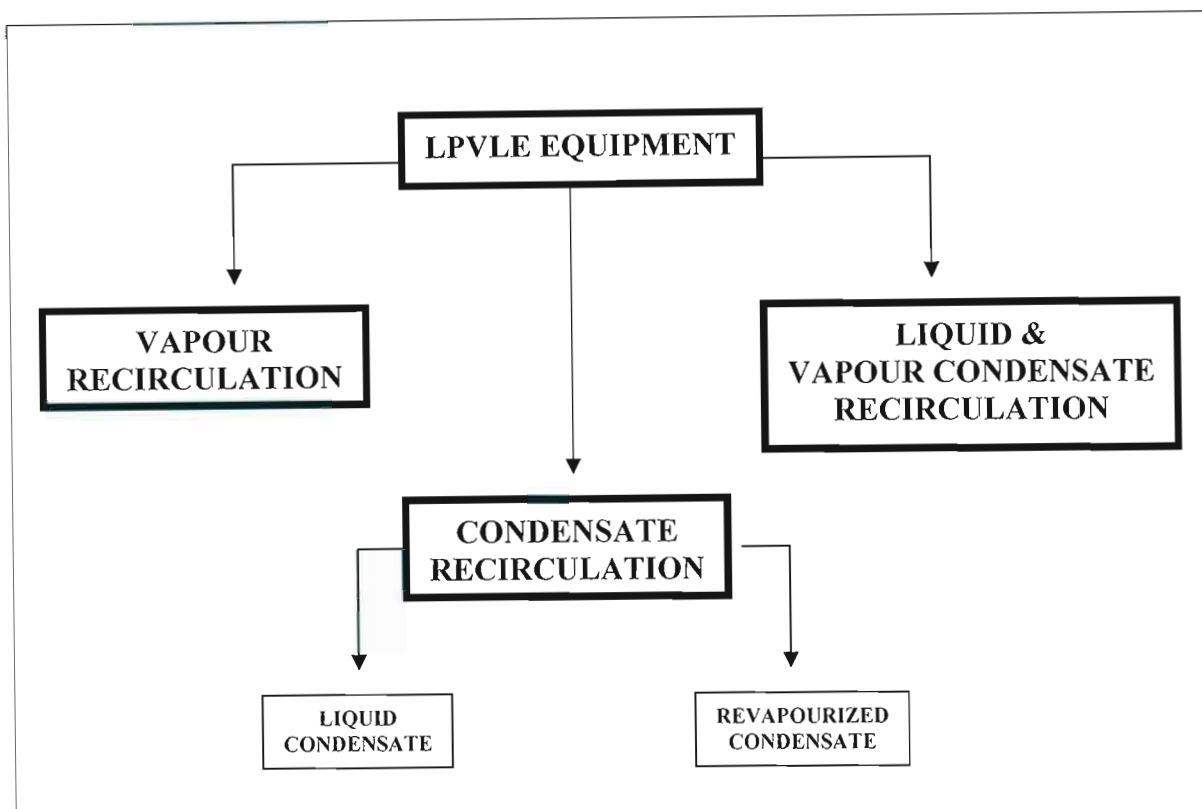 LPVLE EQUIPMENT
VAPOUR
RECIRCULATION
LIQUID &
VAPOUR CONDENSATE
RECIRCULATION
CONDENSATE
RECIRCULATION
LIQUID
CONDENSATE
REVAPOURIZED
CONDENSATE